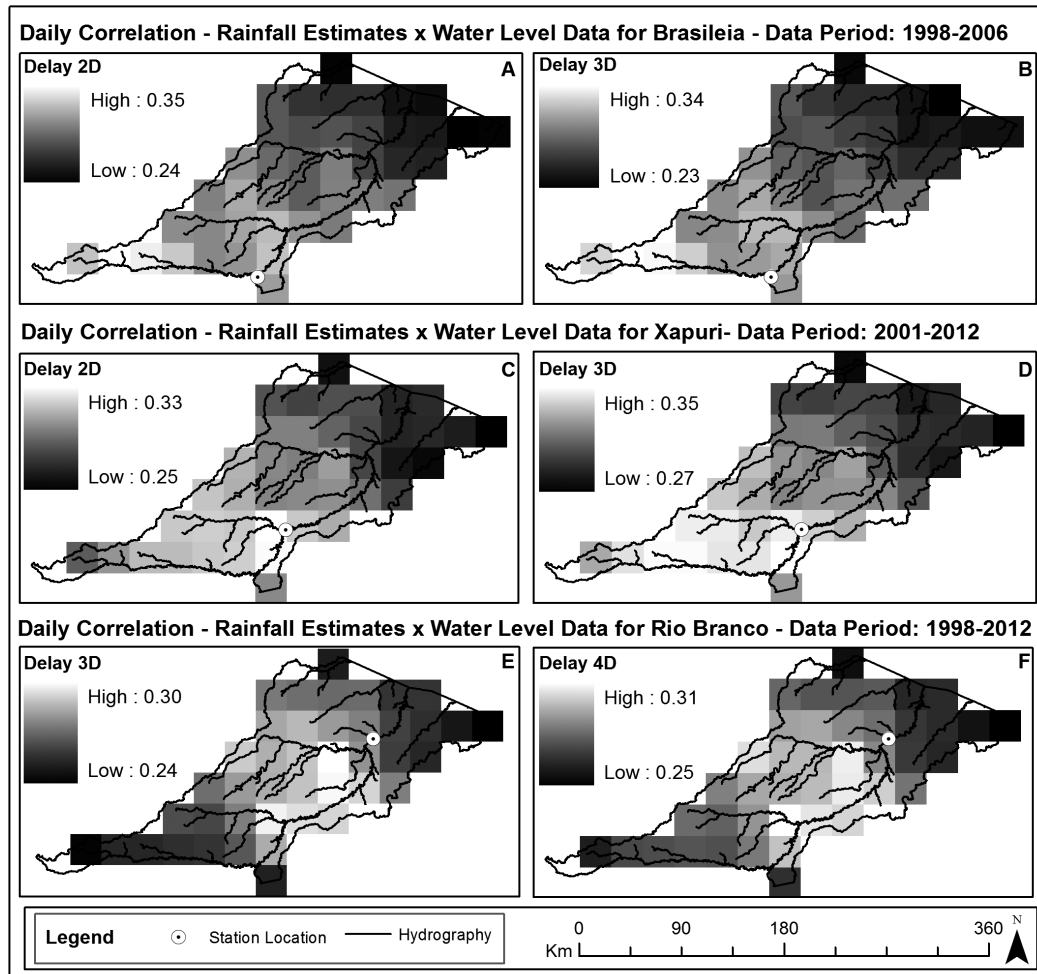 Daily Correlation - Rainfall Estimates x Water Level Data for Brasileia - Data Period: 1998-2006
Delay 2D
A
High : 0.35
Low : 0.24
Delay 3D
B
High : 0.34
Low : 0.23
Daily Correlation - Rainfall Estimates x Water Level Data for Xapuri- Data Period: 2001-2012
Delay 2D
C
High : 0.33
Low : 0.25
Delay 3D
D
High : 0.35
Low : 0.27
Daily Correlation - Rainfall Estimates x Water Level Data for Rio Branco - Data Period: 1998-2012
Delay 3D
E
High : 0.30
Low : 0.24
Delay 4D
F
High : 0.31
Low : 0.25
Legend
Station Location
Hydrography
0 90 180 360
Km
N